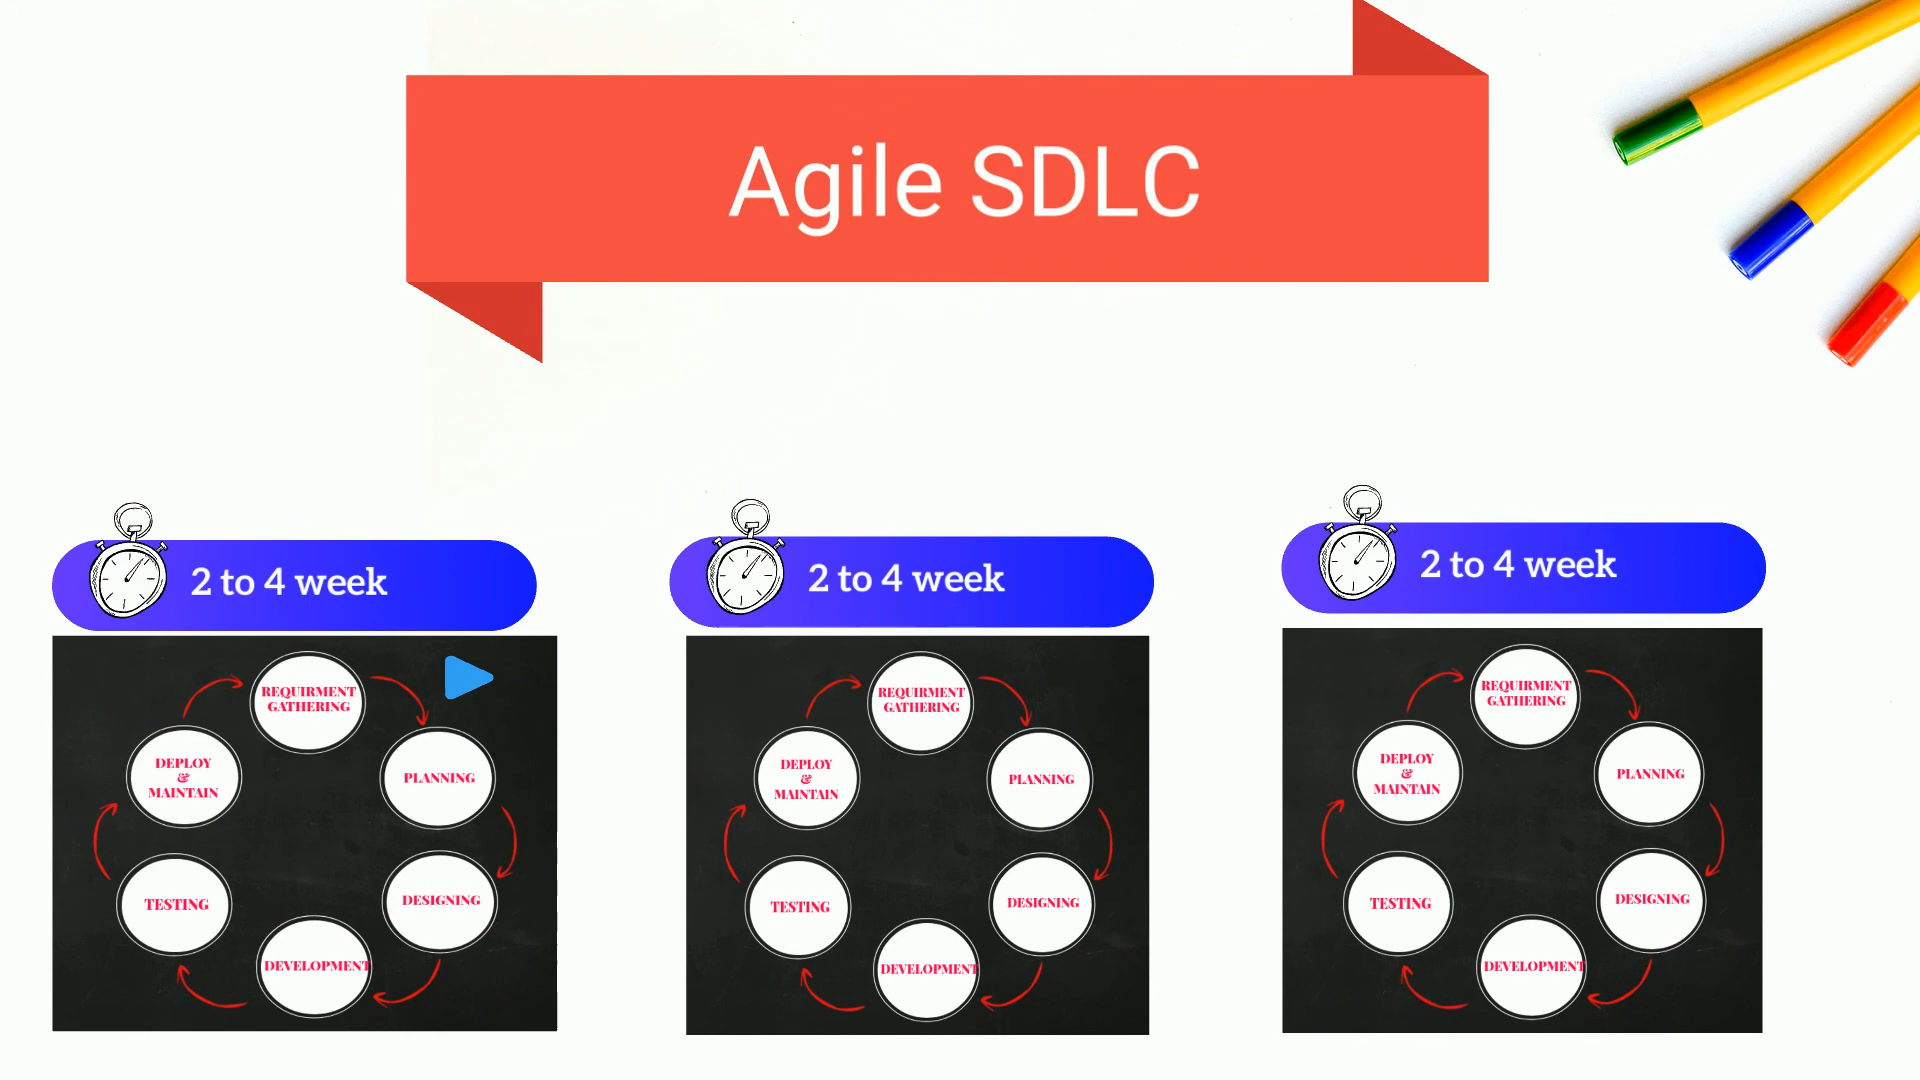 Agile SDLC
2 to 4 week
REQUIRMENT
GATHERING
PLANNING
DESIGNING
DEVELOPMENT
TESTING
DEPLOY
&
MAINTAIN
2 to 4 week
REQUIRMENT
GATHERING
PLANNING
DESIGNING
DEVELOPMENT
TESTING
DEPLOY
&
MAINTAIN
2 to 4 week
REQUIRMENT
GATHERING
PLANNING
DESIGNING
DEVELOPMENT
TESTING
DEPLOY
&
MAINTAIN